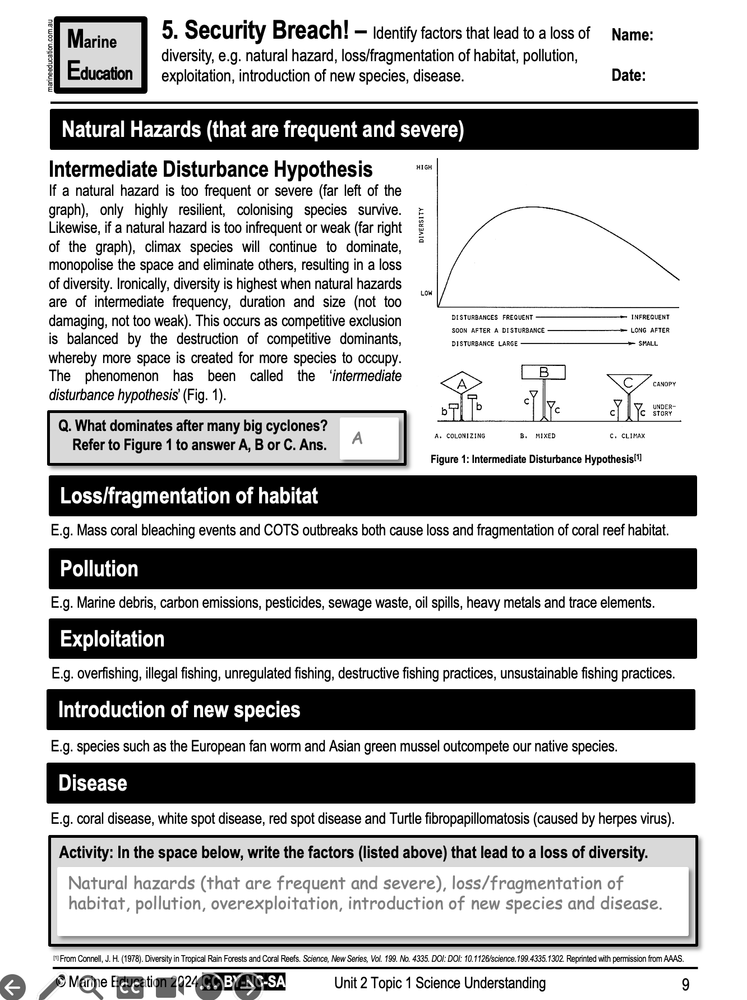 marineeducation.com.au
Marine
Education
5. Security Breach! – Identify factors that lead to a loss of
diversity, e.g. natural hazard, loss/fragmentation of habitat, pollution,
exploitation, introduction of new species, disease.
Name:
Date:
Natural Hazards (that are frequent and severe)
Intermediate Disturbance Hypothesis
If a natural hazard is too frequent or severe (far left of the
graph), only highly resilient, colonising species survive.
Likewise, if a natural hazard is too infrequent or weak (far right
of the graph), climax species will continue to dominate,
monopolise the space and eliminate others, resulting in a loss
of diversity. Ironically, diversity is highest when natural hazards
are of intermediate frequency, duration and size (not too
damaging, not too weak). This occurs as competitive exclusion
is balanced by the destruction of competitive dominants,
whereby more space is created for more species to occupy.
The phenomenon has been called the ‘intermediate
disturbance hypothesis’ (Fig. 1).
Q. What dominates after many big cyclones?
Refer to Figure 1 to answer A, B or C. Ans.
A
HIGH
DIVERSITY
LOW
DISTURBANCES FREQUENT INFREQUENT
SOON AFTER A DISTURBANCE LONG AFTER
DISTURBANCE LARGE SMALL
A B C CANOPY
b b c c c c UNDER-
STORY
A. COLONIZING B. MIXED C. CLIMAX
Figure 1: Intermediate Disturbance Hypothesis[1]
Loss/fragmentation of habitat
E.g. Mass coral bleaching events and COTS outbreaks both cause loss and fragmentation of coral reef habitat.
Pollution
E.g. Marine debris, carbon emissions, pesticides, sewage waste, oil spills, heavy metals and trace elements.
Exploitation
E.g. overfishing, illegal fishing, unregulated fishing, destructive fishing practices, unsustainable fishing practices.
Introduction of new species
E.g. species such as the European fan worm and Asian green mussel outcompete our native species.
Disease
E.g. coral disease, white spot disease, red spot disease and Turtle fibropapillomatosis (caused by herpes virus).
Activity: In the space below, write the factors (listed above) that lead to a loss of diversity.
Natural hazards (that are frequent and severe), loss/fragmentation of
habitat, pollution, overexploitation, introduction of new species and disease.
[1] From Connell, J. H. (1978). Diversity in Tropical Rain Forests and Coral Reefs. Science, New Series, Vol. 199. No. 4335. DOI: DOI: 10.1126/science.199.4335.1302. Reprinted with permission from AAAS.
© Marine Education 2024 CC BY-NC-SA
CC
Unit 2 Topic 1 Science Understanding
9